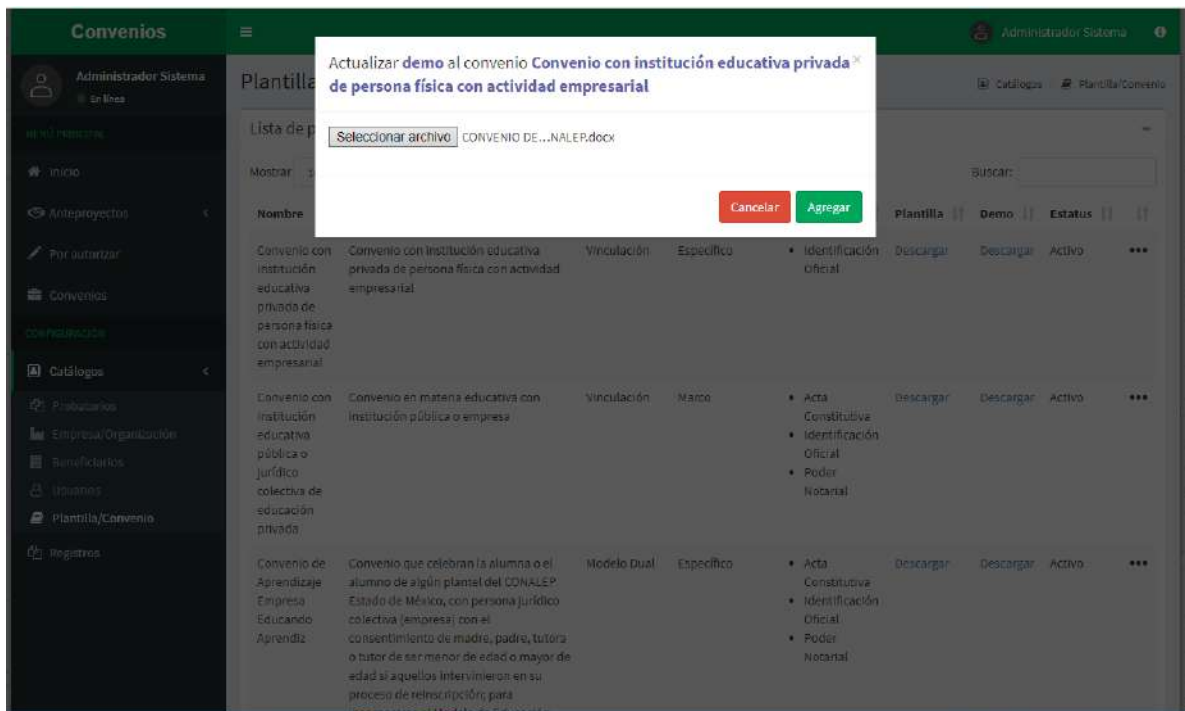 Convenios
Administrador Sistema
Administrador Sistema
En línea
MENÚ PRINCIPAL
Inicio
Anteproyectos
Por autorizar
Convenios
CONFIGURACIÓN
Catálogos
Probatorios
Empresa/Organización
Beneficiarios
Usuarios
Plantilla/Convenio
Registros
Plantilla
Catálogos
Plantilla/Convenio
Actualizar demo al convenio Convenio con institución educativa privada ×
de persona física con actividad empresarial
Seleccionar archivo CONVENIO DE...NALEP.docx
Cancelar Agregar
Lista de p
Mostrar
Buscar:
Nombre Plantilla Demo Estatus
Convenio con
institución
educativa
privada de
persona física
con actividad
empresarial
Convenio con institución educativa
privada de persona física con actividad
empresarial
Vinculación
Específico
• Identificación
Oficial
Descargar
Descargar
Activo
•••
Convenio con
institución
educativa
pública o
jurídico
colectiva de
educación
privada
Convenio en materia educativa con
institución pública o empresa
Vinculación
Marco
• Acta
Constitutiva
• Identificación
Oficial
• Poder
Notarial
Descargar
Descargar
Activo
•••
Convenio de
Aprendizaje
Empresa
Educando
Aprendiz
Convenio que celebran la alumna o el
alumno de algún plantel del CONALEP
Estado de México, con persona jurídico
colectiva (empresa) con el
consentimiento de madre, padre, tutora
o tutor de ser menor de edad o mayor de
edad si aquellos intervinieron en su
proceso de reinscripción; para
Modelo Dual
Específico
• Acta
Constitutiva
• Identificación
Oficial
• Poder
Notarial
Descargar
Descargar
Activo
•••